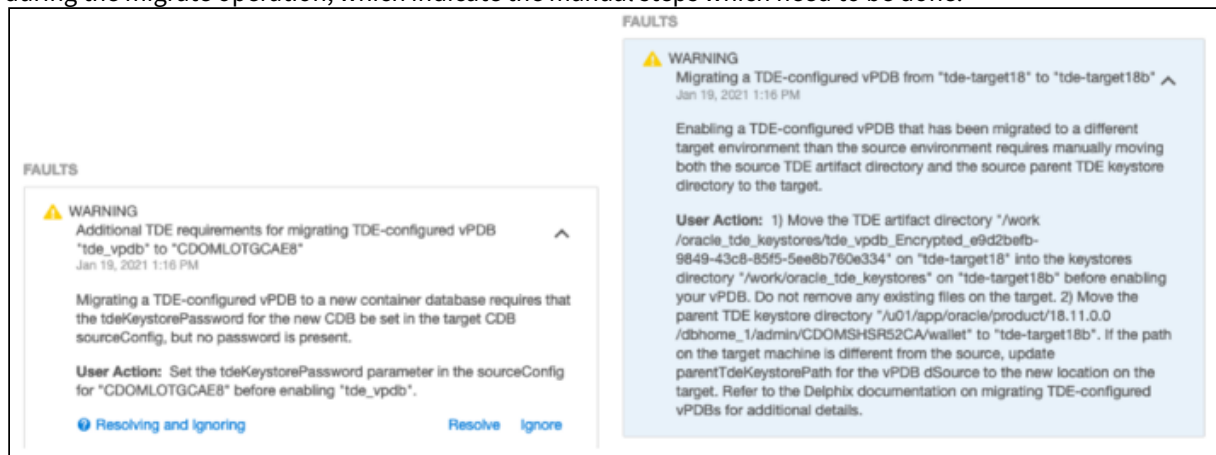 during the migrate operation, which indicate the manual steps which need to be done.
FAULTS
WARNING
Additional TDE requirements for migrating TDE-configured vPDB
"tde_vpdb" to "CDOMLOTGCAE8"
Jan 19, 2021 1:16 PM
Migrating a TDE-configured vPDB to a new container database requires that
the tdeKeystorePassword for the new CDB be set in the target CDB
sourceConfig, but no password is present.
User Action: Set the tdeKeystorePassword parameter in the sourceConfig
for "CDOMLOTGCAE8" before enabling "tde_vpdb".
Resolving and Ignoring
Resolve Ignore
FAULTS
WARNING
Migrating a TDE-configured vPDB from "tde-target18" to "tde-target18b"
Jan 19, 2021 1:16 PM
Enabling a TDE-configured vPDB that has been migrated to a different
target environment than the source environment requires manually moving
both the source TDE artifact directory and the source parent TDE keystore
directory to the target.
User Action: 1) Move the TDE artifact directory "/work
/oracle_tde_keystores/tde_vpdb_Encrypted_e9d2befb-
9849-43c8-85f5-5ee8b760e334" on "tde-target18" into the keystores
directory "/work/oracle_tde_keystores" on "tde-target18b" before enabling
your vPDB. Do not remove any existing files on the target. 2) Move the
parent TDE keystore directory "/u01/app/oracle/product/18.11.0.0
/dbhome_1/admin/CDOMSHSR52CA/wallet" to "tde-target18b". If the path
on the target machine is different from the source, update
parentTdeKeystorePath for the vPDB dSource to the new location on the
target. Refer to the Delphix documentation on migrating TDE-configured
vPDBs for additional details.